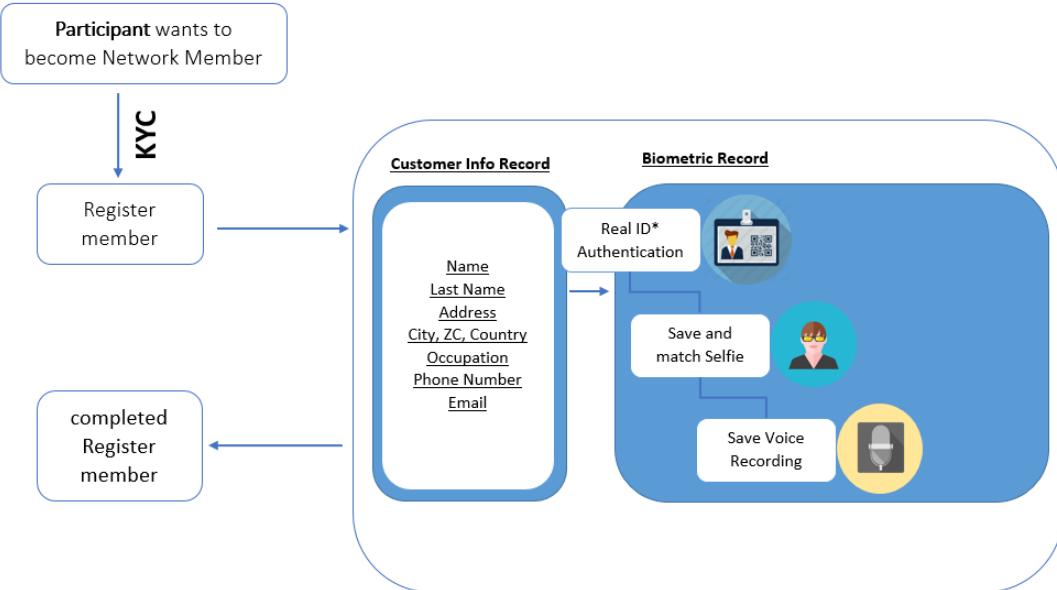 Participant wants to
become Network Member
KYC
Register
member
Customer Info Record
Name
Last Name
Address
City, ZC, Country
Occupation
Phone Number
Email
Biometric Record
Real ID*
Authentication
Save and
match Selfie
Save Voice
Recording
completed
Register
member